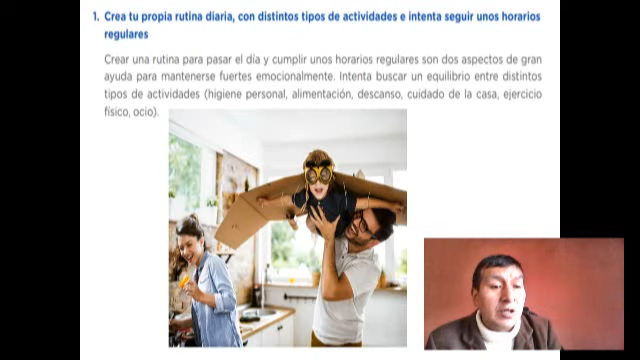 1. Crea tu propia rutina diaria, con distintos tipos de actividades e intenta seguir unos horarios
regulares
Crear una rutina para pasar el día y cumplir unos horarios regulares son dos aspectos de gran
ayuda para mantenerse fuertes emocionalmente. Intenta buscar un equilibrio entre distintos
tipos de actividades (higiene personal, alimentación, descanso, cuidado de la casa, ejercicio
físico, ocio).